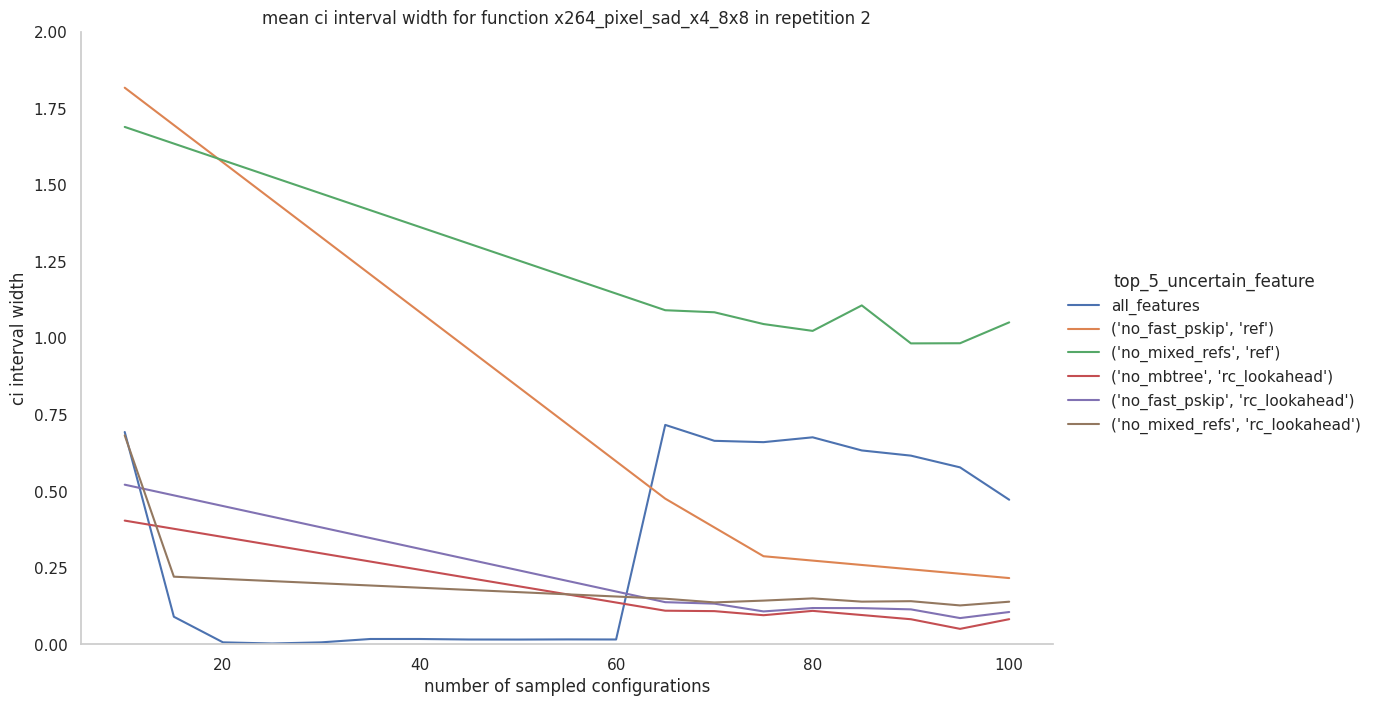 mean ci interval width for function x264_pixel_sad_x4_8x8 in repetition 2
2.00
1.75
1.50
1.25
1.00
0.75
0.50
0.25
0.00
ci interval width
20
40
60
80
100
number of sampled configurations
top_5_uncertain_feature
all_features
('no_fast_pskip', 'ref')
('no_mixed_refs', 'ref')
('no_mbtree', 'rc_lookahead')
('no_fast_pskip', 'rc_lookahead')
('no_mixed_refs', 'rc_lookahead')